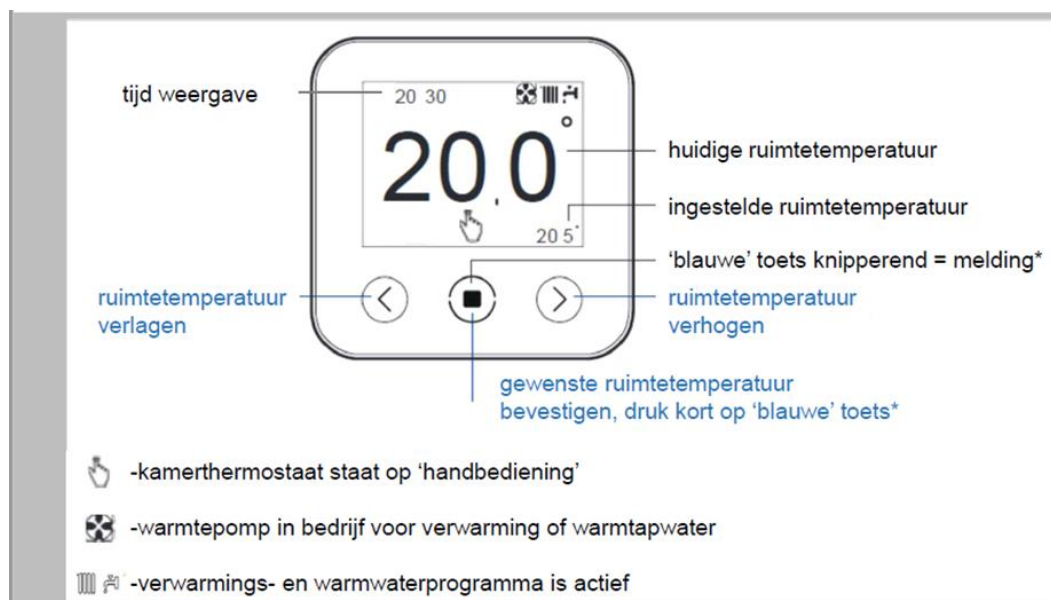 tijd weergave
20 30
20.0°
huidige ruimtetemperatuur
ingestelde ruimtetemperatuur
20 5°
‘blauwe’ toets knipperend = melding*
ruimtetemperatuur
verlagen
ruimtetemperatuur
verhogen
gewenste ruimtetemperatuur
bevestigen, druk kort op ‘blauwe’ toets*
-kamerthermostaat staat op ‘handbediening’
-warmtepomp in bedrijf voor verwarming of warmtapwater
-verwarmings- en warmwaterprogramma is actief